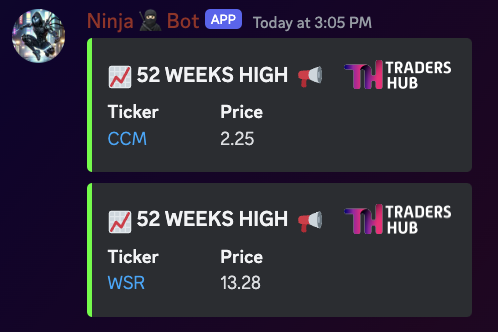 Ninja 🥷 Bot APP Today at 3:05 PM
📈 52 WEEKS HIGH 📢 TH TRADERS HUB
Ticker Price
CCM 2.25
📈 52 WEEKS HIGH 📢 TH TRADERS HUB
Ticker Price
WSR 13.28